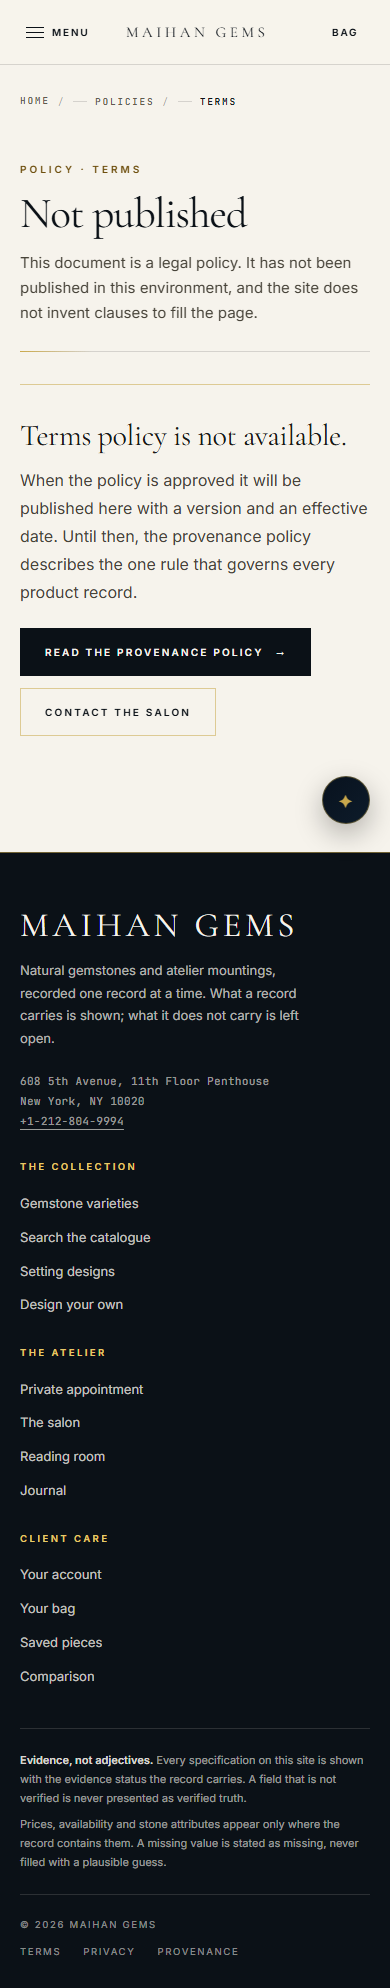 MENU
MAIHAN GEMS
BAG
HOME / — POLICIES / — TERMS
POLICY · TERMS
Not published
This document is a legal policy. It has not been
published in this environment, and the site does
not invent clauses to fill the page.
Terms policy is not available.
When the policy is approved it will be
published here with a version and an effective
date. Until then, the provenance policy
describes the one rule that governs every
product record.
READ THE PROVENANCE POLICY →
CONTACT THE SALON
MAIHAN GEMS
Natural gemstones and atelier mountings,
recorded one record at a time. What a record
carries is shown; what it does not carry is left
open.
608 5th Avenue, 11th Floor Penthouse
New York, NY 10020
+1-212-804-9994
THE COLLECTION
Gemstone varieties
Search the catalogue
Setting designs
Design your own
THE ATELIER
Private appointment
The salon
Reading room
Journal
CLIENT CARE
Your account
Your bag
Saved pieces
Comparison
Evidence, not adjectives. Every specification on this site is shown
with the evidence status the record carries. A field that is not
verified is never presented as verified truth.
Prices, availability and stone attributes appear only where the
record contains them. A missing value is stated as missing, never
filled with a plausible guess.
© 2026 MAIHAN GEMS
TERMS PRIVACY PROVENANCE